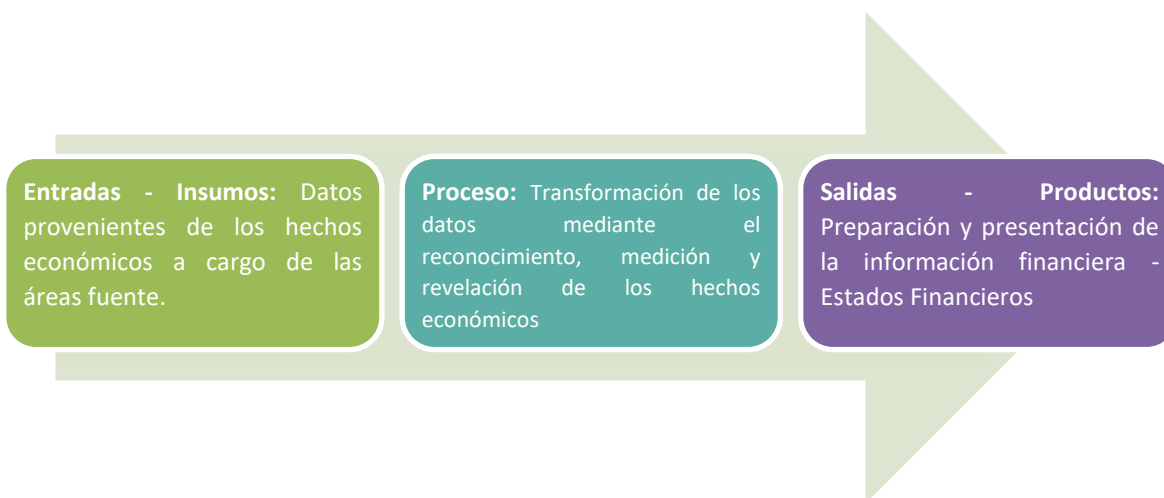 Entradas - Insumos: Datos
provenientes de los hechos
económicos a cargo de las
áreas fuente.
Proceso: Transformación de los
datos mediante el
reconocimiento, medición y
revelación de los hechos
económicos
Salidas - Productos:
Preparación y presentación de
la información financiera -
Estados Financieros